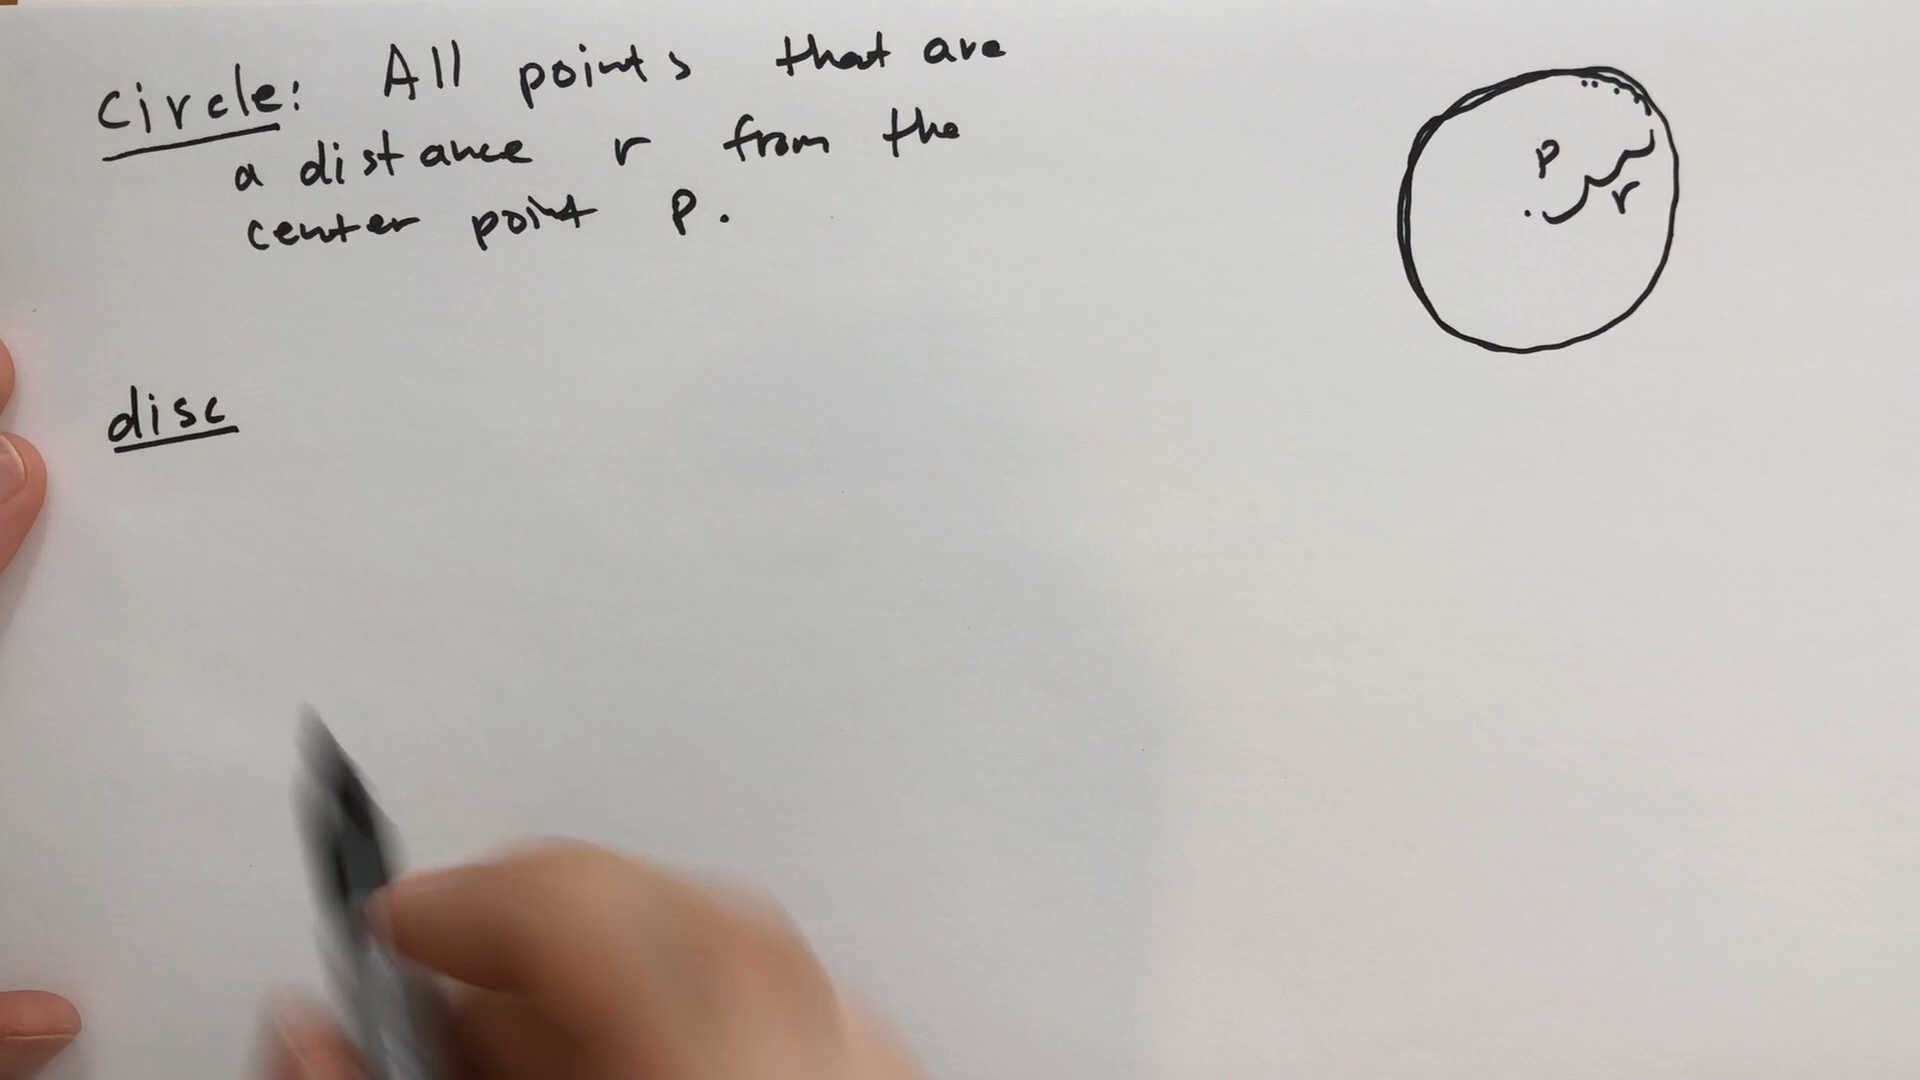 Circle: All points that are
a distance r from the
center point P.
P
r
disc